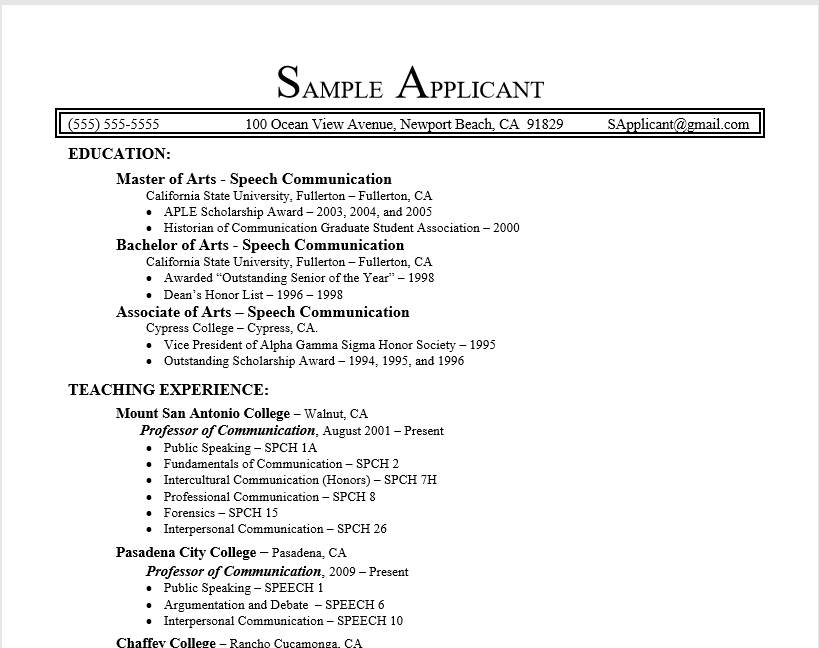 SAMPLE APPLICANT
(555) 555-5555 100 Ocean View Avenue, Newport Beach, CA 91829 SApplicant@gmail.com
EDUCATION:
Master of Arts - Speech Communication
California State University, Fullerton – Fullerton, CA
• APLE Scholarship Award – 2003, 2004, and 2005
• Historian of Communication Graduate Student Association – 2000
Bachelor of Arts - Speech Communication
California State University, Fullerton – Fullerton, CA
• Awarded “Outstanding Senior of the Year” – 1998
• Dean’s Honor List – 1996 – 1998
Associate of Arts – Speech Communication
Cypress College – Cypress, CA.
• Vice President of Alpha Gamma Sigma Honor Society – 1995
• Outstanding Scholarship Award – 1994, 1995, and 1996
TEACHING EXPERIENCE:
Mount San Antonio College – Walnut, CA
Professor of Communication, August 2001 – Present
• Public Speaking – SPCH 1A
• Fundamentals of Communication – SPCH 2
• Intercultural Communication (Honors) – SPCH 7H
• Professional Communication – SPCH 8
• Forensics – SPCH 15
• Interpersonal Communication – SPCH 26
Pasadena City College – Pasadena, CA
Professor of Communication, 2009 – Present
• Public Speaking – SPEECH 1
• Argumentation and Debate – SPEECH 6
• Interpersonal Communication – SPEECH 10
Chaffey College – Rancho Cucamonga, CA